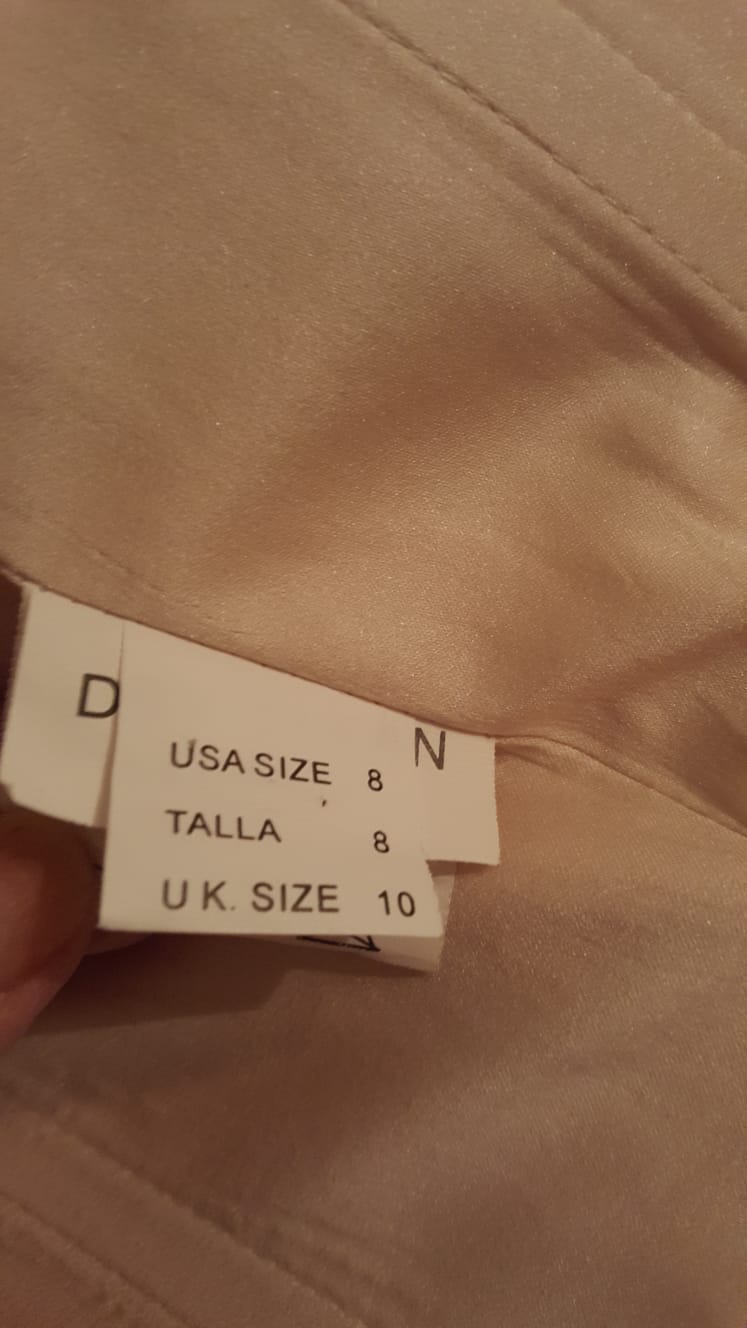 D N
USA SIZE 8
TALLA 8
U K. SIZE 10